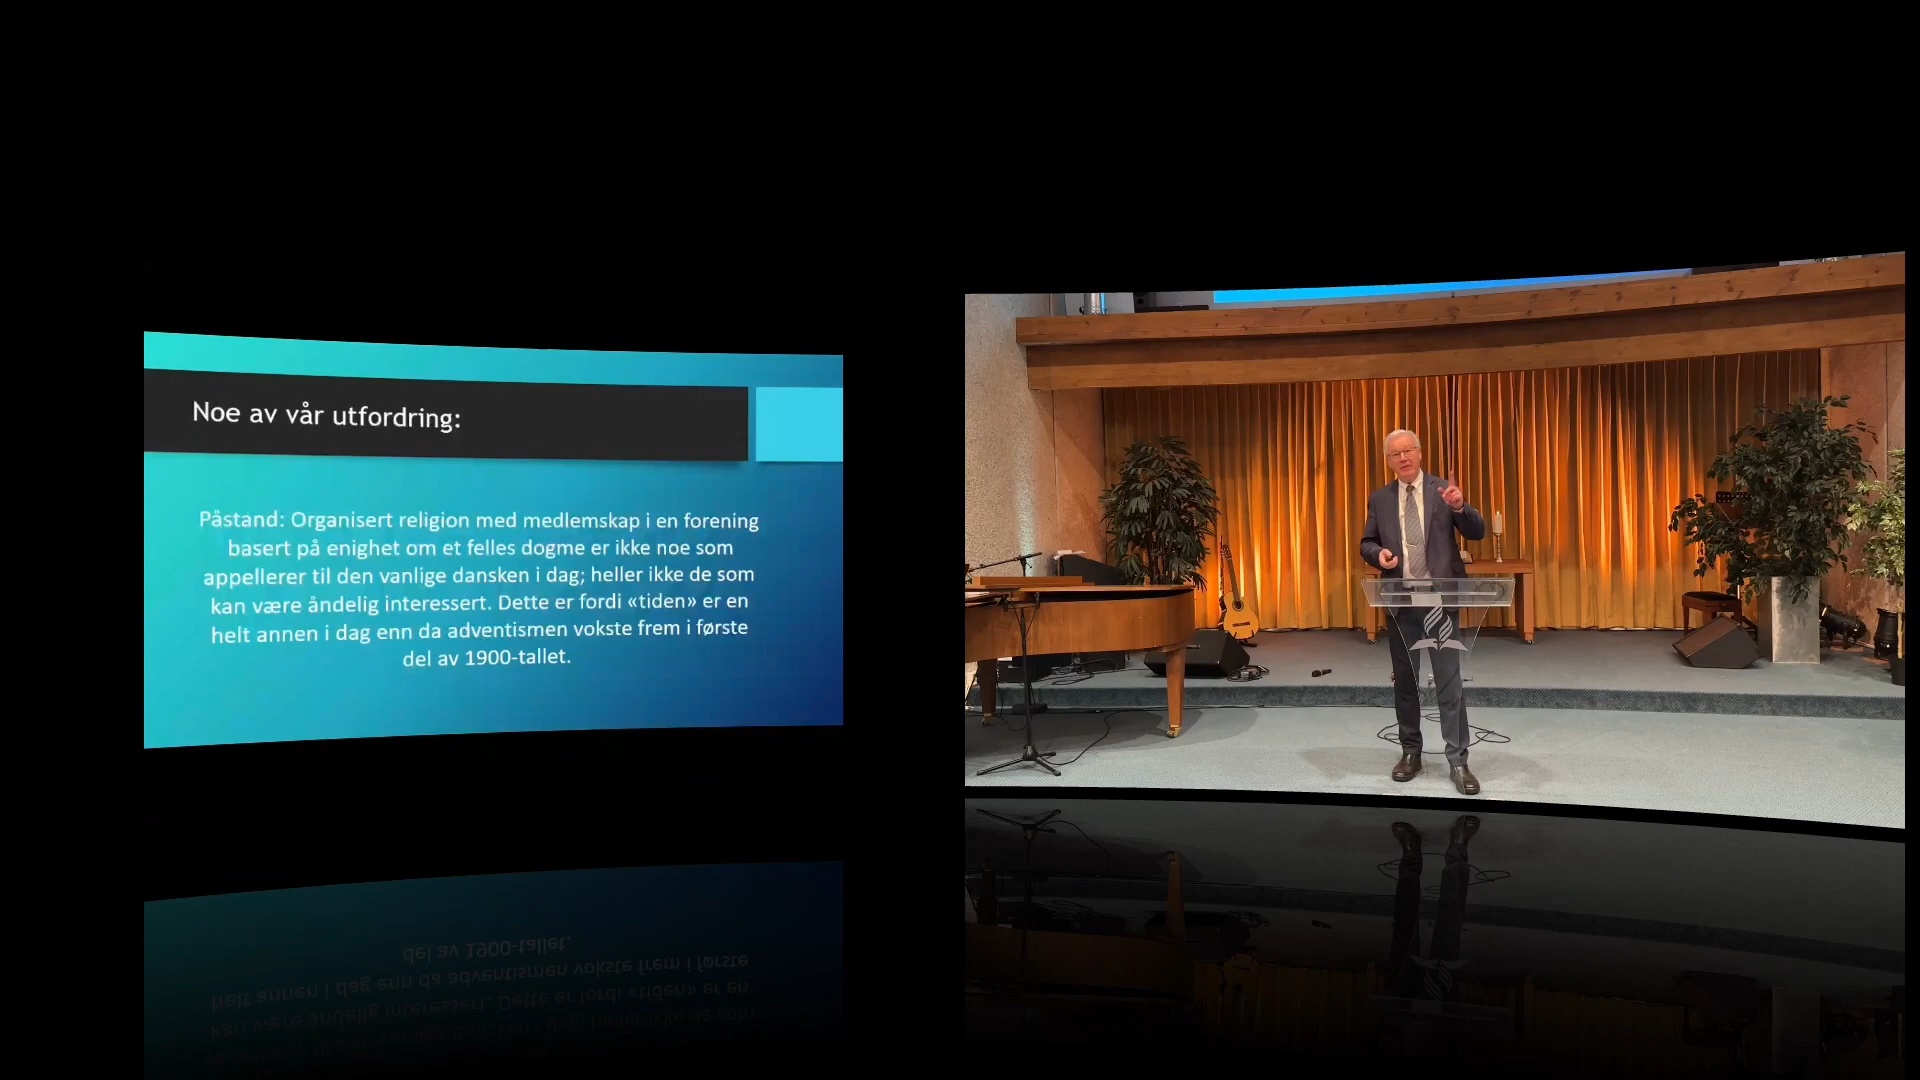 Noe av vår utfordring:
Påstand: Organisert religion med medlemskap i en forening
basert på enighet om et felles dogme er ikke noe som
appellerer til den vanlige dansken i dag; heller ikke de som
kan være åndelig interessert. Dette er fordi «tiden» er en
helt annen i dag enn da adventismen vokste frem i første
del av 1900-tallet.